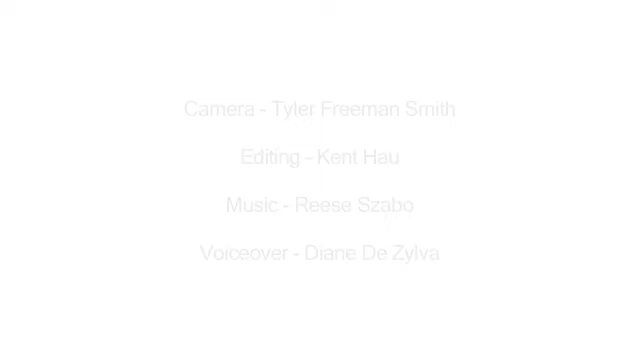 Camera - Tyler Freeman Smith
Editing - Kent Hau
Music - Reese Szabo
Voiceover - Diane De Zylva